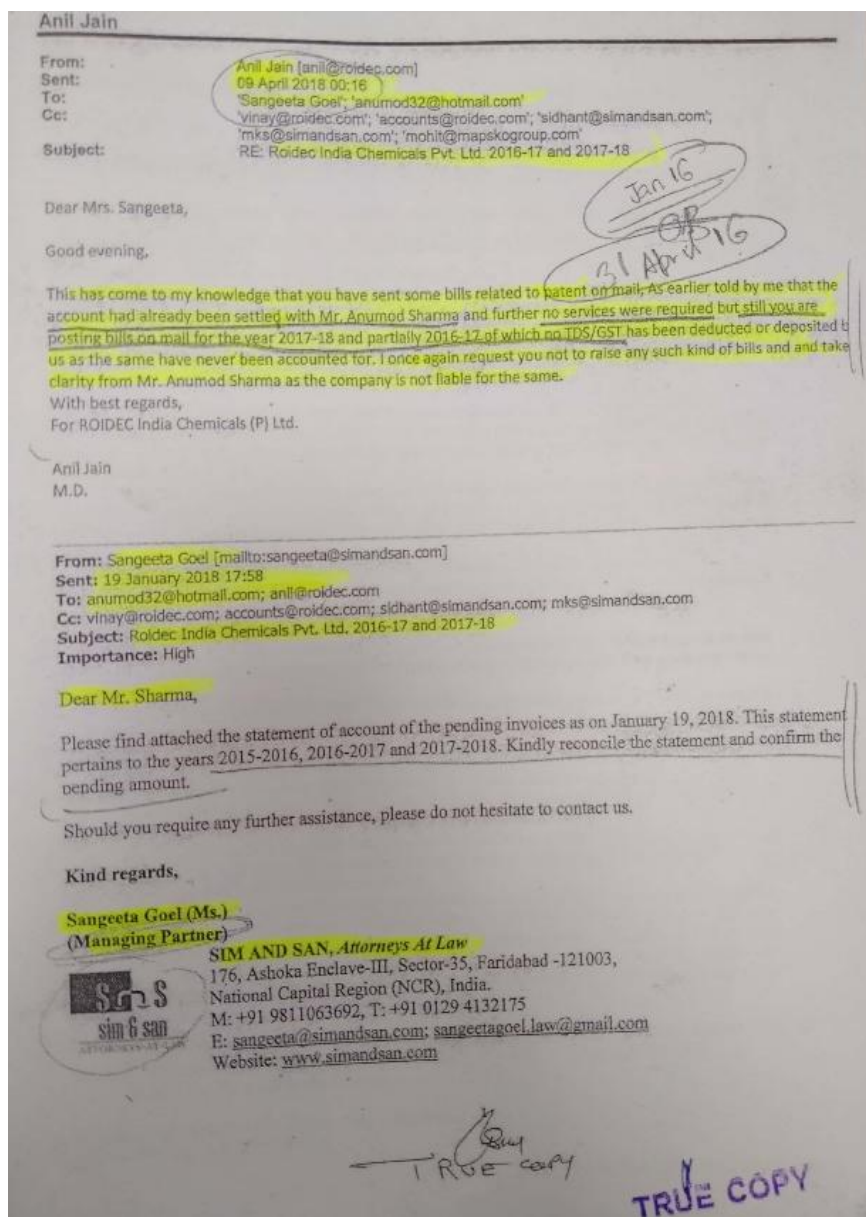 Anil Jain
From: Anil Jain [anil@roidec.com]
Sent: 09 April 2018 00:16
To: 'Sangeeta Goel'; 'anumod32@hotmail.com'
Cc: 'vinay@roidec.com'; 'accounts@roidec.com'; 'sidhant@simandsan.com';
'mks@simandsan.com'; 'mohit@mapskogroup.com'
Subject: RE: Roidec India Chemicals Pvt. Ltd. 2016-17 and 2017-18
Jan 16
31 April 16
Dear Mrs. Sangeeta,
Good evening,
This has come to my knowledge that you have sent some bills related to patent on mail, As earlier told by me that the
account had already been settled with Mr. Anumod Sharma and further no services were required but still you are
posting bills on mail for the year 2017-18 and partially 2016-17 of which no TDS/GST has been deducted or deposited b
us as the same have never been accounted for. I once again request you not to raise any such kind of bills and and take
clarity from Mr. Anumod Sharma as the company is not liable for the same.
With best regards,
For ROIDEC India Chemicals (P) Ltd.
Anil Jain
M.D.
From: Sangeeta Goel [mailto:sangeeta@simandsan.com]
Sent: 19 January 2018 17:58
To: anumod32@hotmail.com; anil@roidec.com
Cc: vinay@roidec.com; accounts@roidec.com; sidhant@simandsan.com; mks@simandsan.com
Subject: Roidec India Chemicals Pvt. Ltd. 2016-17 and 2017-18
Importance: High
Dear Mr. Sharma,
Please find attached the statement of account of the pending invoices as on January 19, 2018. This statement
pertains to the years 2015-2016, 2016-2017 and 2017-2018. Kindly reconcile the statement and confirm the
pending amount.
Should you require any further assistance, please do not hesitate to contact us.
Kind regards,
Sangeeta Goel (Ms.)
(Managing Partner)
SIM AND SAN, Attorneys At Law
176, Ashoka Enclave-III, Sector-35, Faridabad -121003,
National Capital Region (NCR), India.
M: +91 9811063692, T: +91 0129 4132175
E: sangeeta@simandsan.com; sangeetagoel.law@gmail.com
Website: www.simandsan.com
S S
sim & san
ATTORNEYS AT LAW
TRUE copy
TRUE COPY